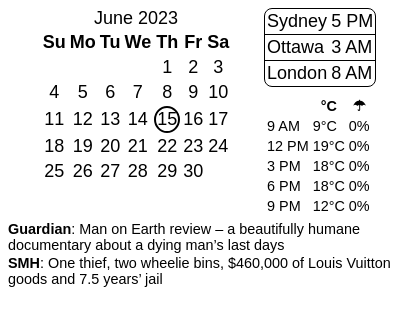 June 2023
Su Mo Tu We Th Fr Sa
1 2 3
4 5 6 7 8 9 10
11 12 13 14 15 16 17
18 19 20 21 22 23 24
25 26 27 28 29 30
Sydney 5 PM
Ottawa 3 AM
London 8 AM
°C ☂
9 AM 9°C 0%
12 PM 19°C 0%
3 PM 18°C 0%
6 PM 18°C 0%
9 PM 12°C 0%
Guardian: Man on Earth review – a beautifully humane
documentary about a dying man’s last days
SMH: One thief, two wheelie bins, $460,000 of Louis Vuitton
goods and 7.5 years’ jail